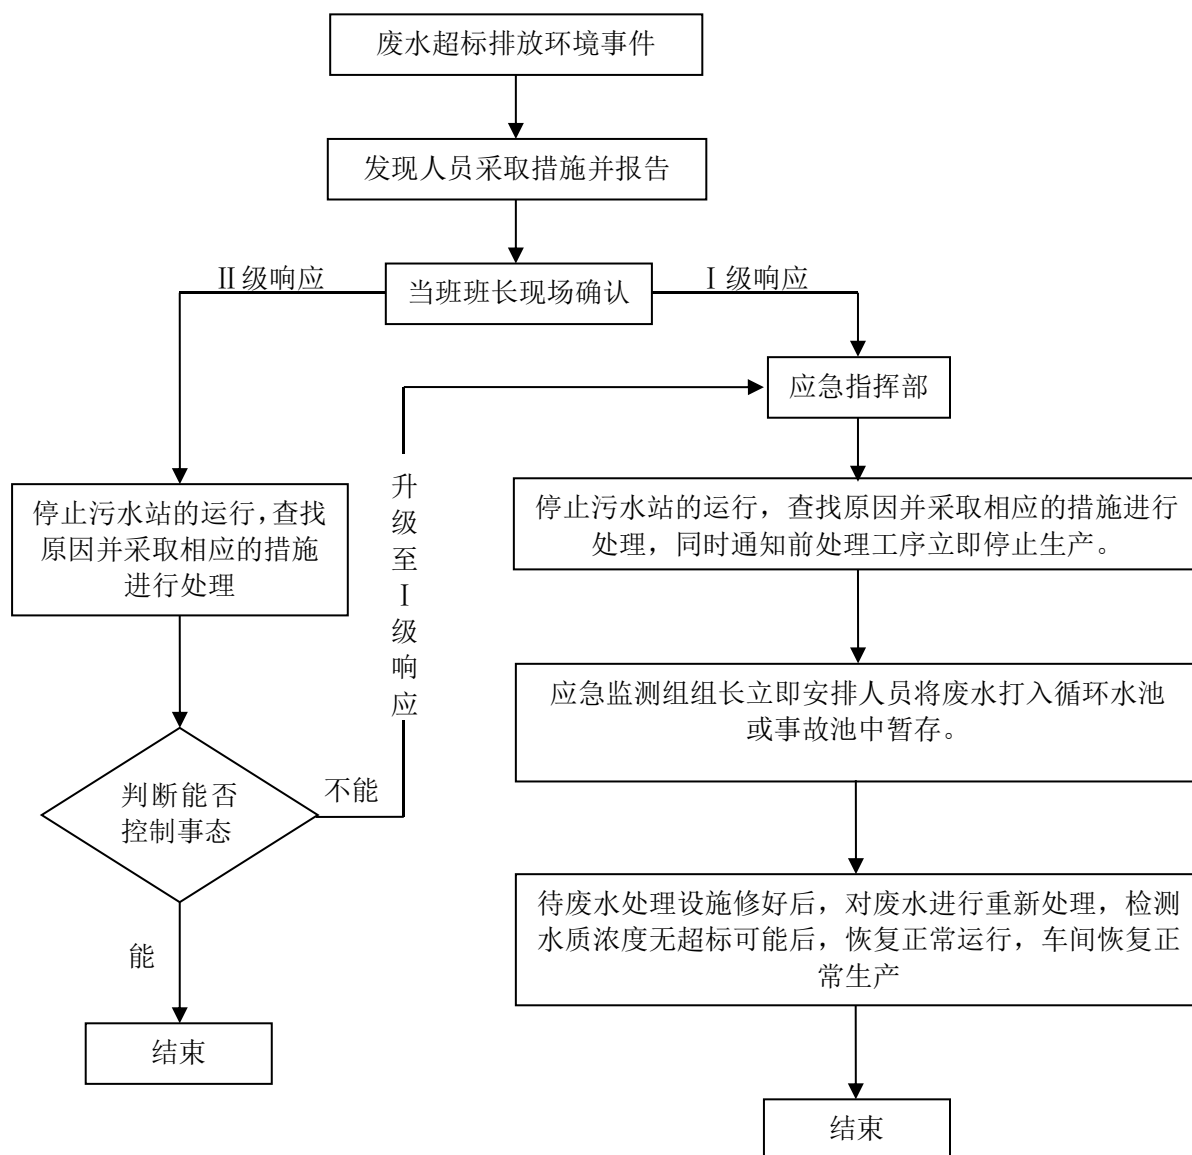 废水超标排放环境事件
发现人员采取措施并报告
Ⅱ级响应
当班班长现场确认
Ⅰ级响应
应急指挥部
停止污水站的运行，查找
原因并采取相应的措施
进行处理
升
级
至
Ⅰ
级
响
应
停止污水站的运行，查找原因并采取相应的措施进行
处理，同时通知前处理工序立即停止生产。
应急监测组组长立即安排人员将废水打入循环水池
或事故池中暂存。
判断能否
控制事态
不能
待废水处理设施修好后，对废水进行重新处理，检测
水质浓度无超标可能后，恢复正常运行，车间恢复正
常生产
能
结束
结束